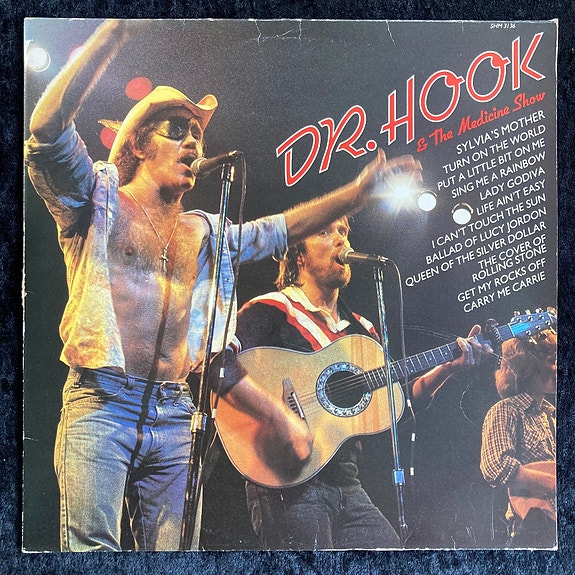 SHM 3136
DR. HOOK
& The Medicine Show
SYLVIA'S MOTHER
TURN ON THE WORLD
PUT A LITTLE BIT ON ME
SING ME A RAINBOW
LADY GODIVA
LIFE AIN'T EASY
I CAN'T TOUCH THE SUN
BALLAD OF LUCY JORDON
QUEEN OF THE SILVER DOLLAR
THE COVER OF
ROLLING STONE
GET MY ROCKS OFF
CARRY ME CARRIE